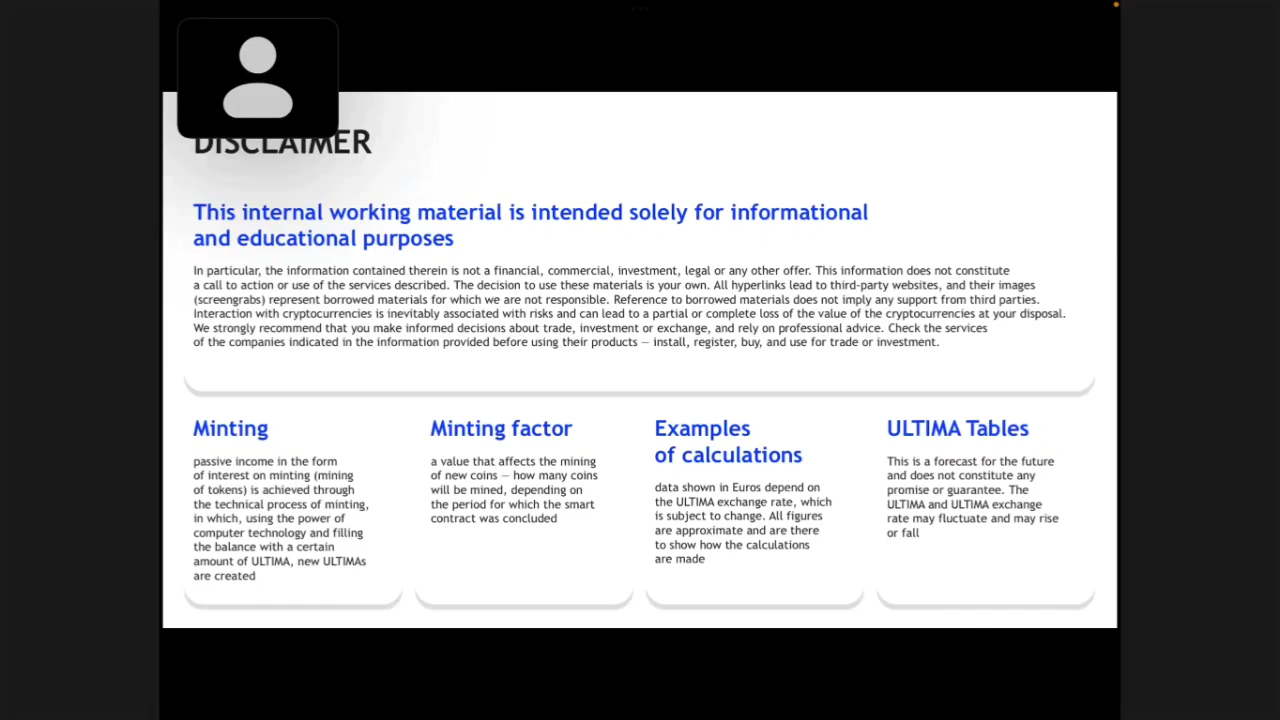 DISCLAIMER
This internal working material is intended solely for informational
and educational purposes
In particular, the information contained therein is not a financial, commercial, investment, legal or any other offer. This information does not constitute
a call to action or use of the services described. The decision to use these materials is your own. All hyperlinks lead to third-party websites, and their images
(screengrabs) represent borrowed materials for which we are not responsible. Reference to borrowed materials does not imply any support from third parties.
Interaction with cryptocurrencies is inevitably associated with risks and can lead to a partial or complete loss of the value of the cryptocurrencies at your disposal.
We strongly recommend that you make informed decisions about trade, investment or exchange, and rely on professional advice. Check the services
of the companies indicated in the information provided before using their products — install, register, buy, and use for trade or investment.
Minting
passive income in the form
of interest on minting (mining
of tokens) is achieved through
the technical process of minting,
in which, using the power of
computer technology and filling
the balance with a certain
amount of ULTIMA, new ULTIMAs
are created
Minting factor
a value that affects the mining
of new coins — how many coins
will be mined, depending on
the period for which the smart
contract was concluded
Examples
of calculations
data shown in Euros depend on
the ULTIMA exchange rate, which
is subject to change. All figures
are approximate and are there
to show how the calculations
are made
ULTIMA Tables
This is a forecast for the future
and does not constitute any
promise or guarantee. The
ULTIMA and ULTIMA exchange
rate may fluctuate and may rise
or fall